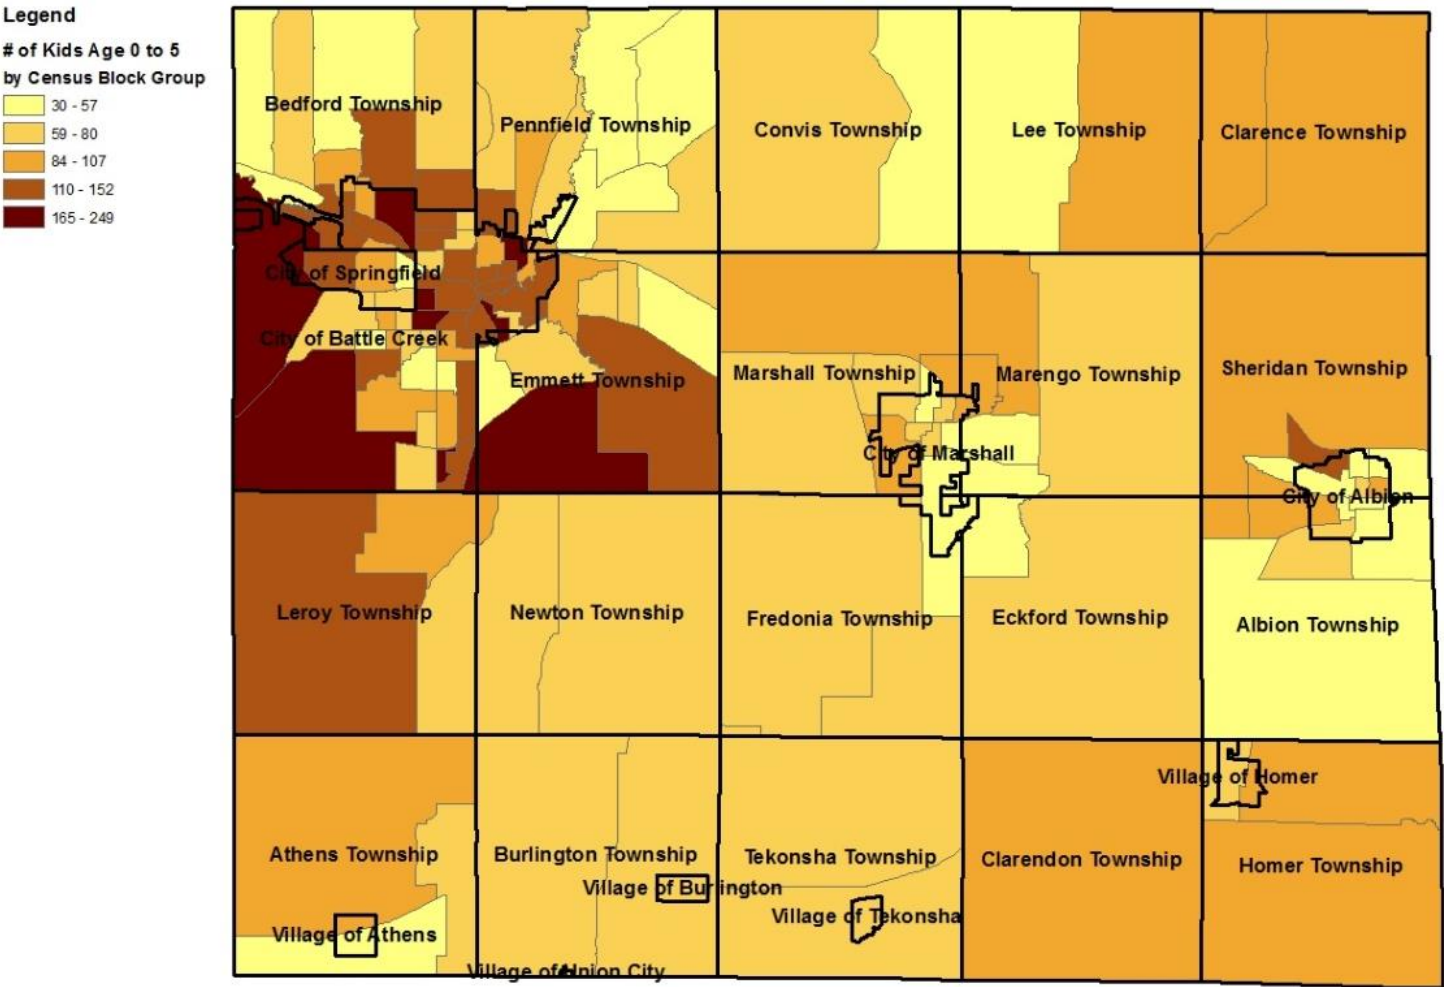 Legend
# of Kids Age 0 to 5
by Census Block Group
30 - 57
59 - 80
84 - 107
110 - 152
165 - 249
Bedford Township
Pennfield Township
Convis Township
Lee Township
Clarence Township
City of Springfield
City of Battle Creek
Emmett Township
Marshall Township
Marengo Township
Sheridan Township
City of Marshall
City of Albion
Leroy Township
Newton Township
Fredonia Township
Eckford Township
Albion Township
Village of Homer
Athens Township
Burlington Township
Tekonsha Township
Clarendon Township
Homer Township
Village of Burlington
Village of Tekonsha
Village of Athens
Village of Union City